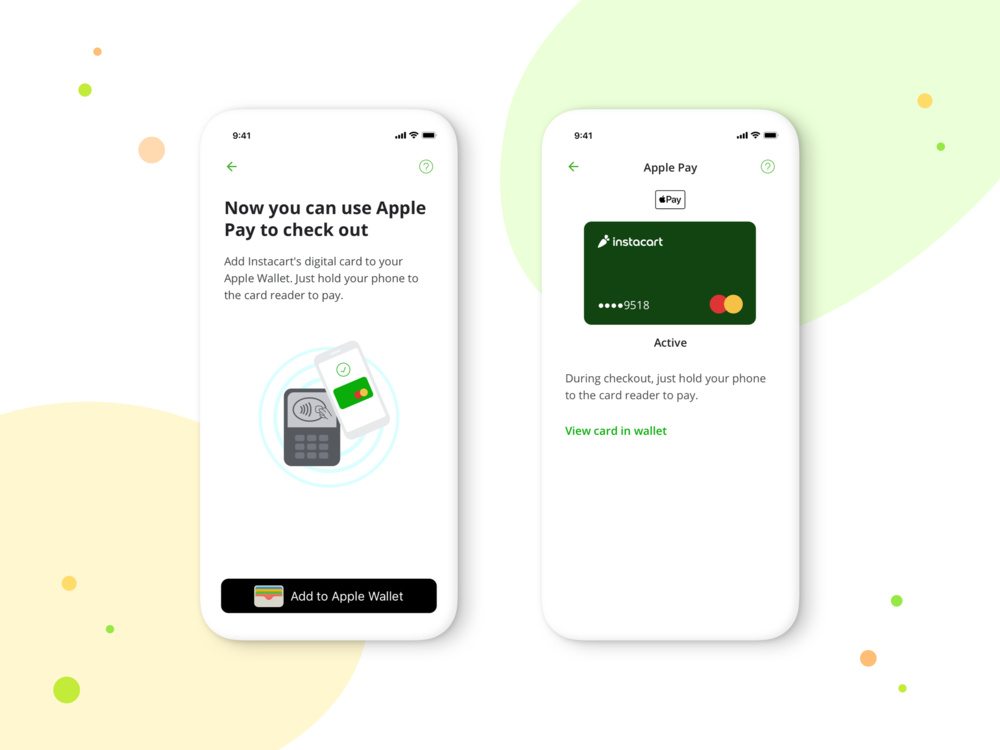 9:41
Now you can use Apple
Pay to check out
Add Instacart's digital card to your
Apple Wallet. Just hold your phone to
the card reader to pay.
Add to Apple Wallet
9:41
Apple Pay
Pay
instacart
••••9518
Active
During checkout, just hold your phone
to the card reader to pay.
View card in wallet